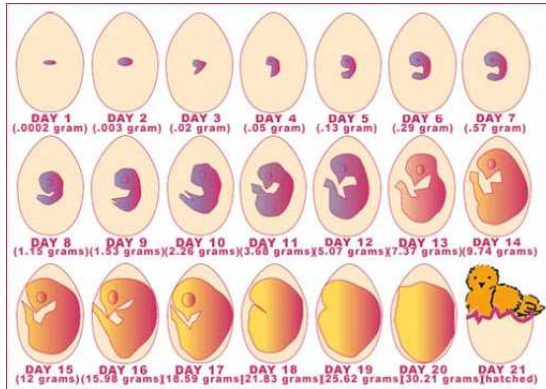 DAY 1 DAY 2 DAY 3 DAY 4 DAY 5 DAY 6 DAY 7
(.0002 gram) (.003 gram) (.02 gram) (.05 gram) (.13 gram) (.29 gram) (.57 gram)
DAY 8 DAY 9 DAY 10 DAY 11 DAY 12 DAY 13 DAY 14
(1.15 grams) (1.53 grams) (2.26 grams) (3.68 grams) (5.07 grams) (7.37 grams) (9.74 grams)
DAY 15 DAY 16 DAY 17 DAY 18 DAY 19 DAY 20 DAY 21
(12 grams) (15.98 grams) (18.59 grams) (21.83 grams) (25.62 grams) (30.21 grams) (hatched)